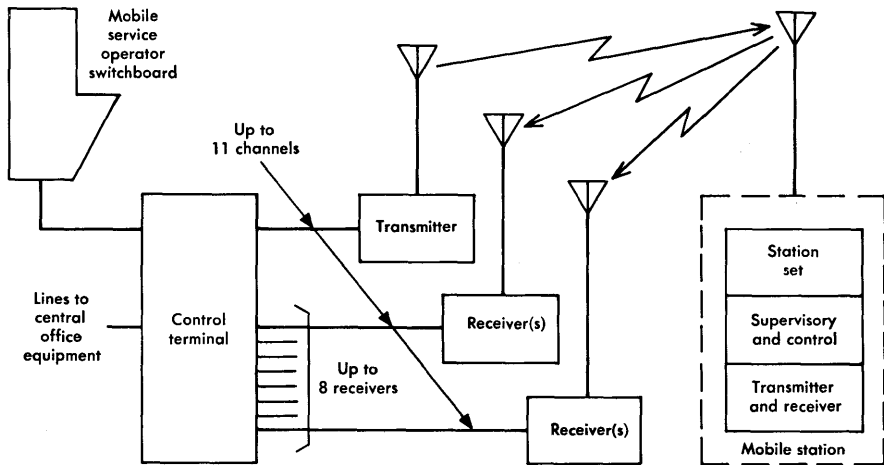 Mobile
service
operator
switchboard
Up to
11 channels
Transmitter
Lines to
central
office
equipment
Control
terminal
Receiver(s)
Up to
8 receivers
Receiver(s)
Station
set
Supervisory
and control
Transmitter
and receiver
Mobile station